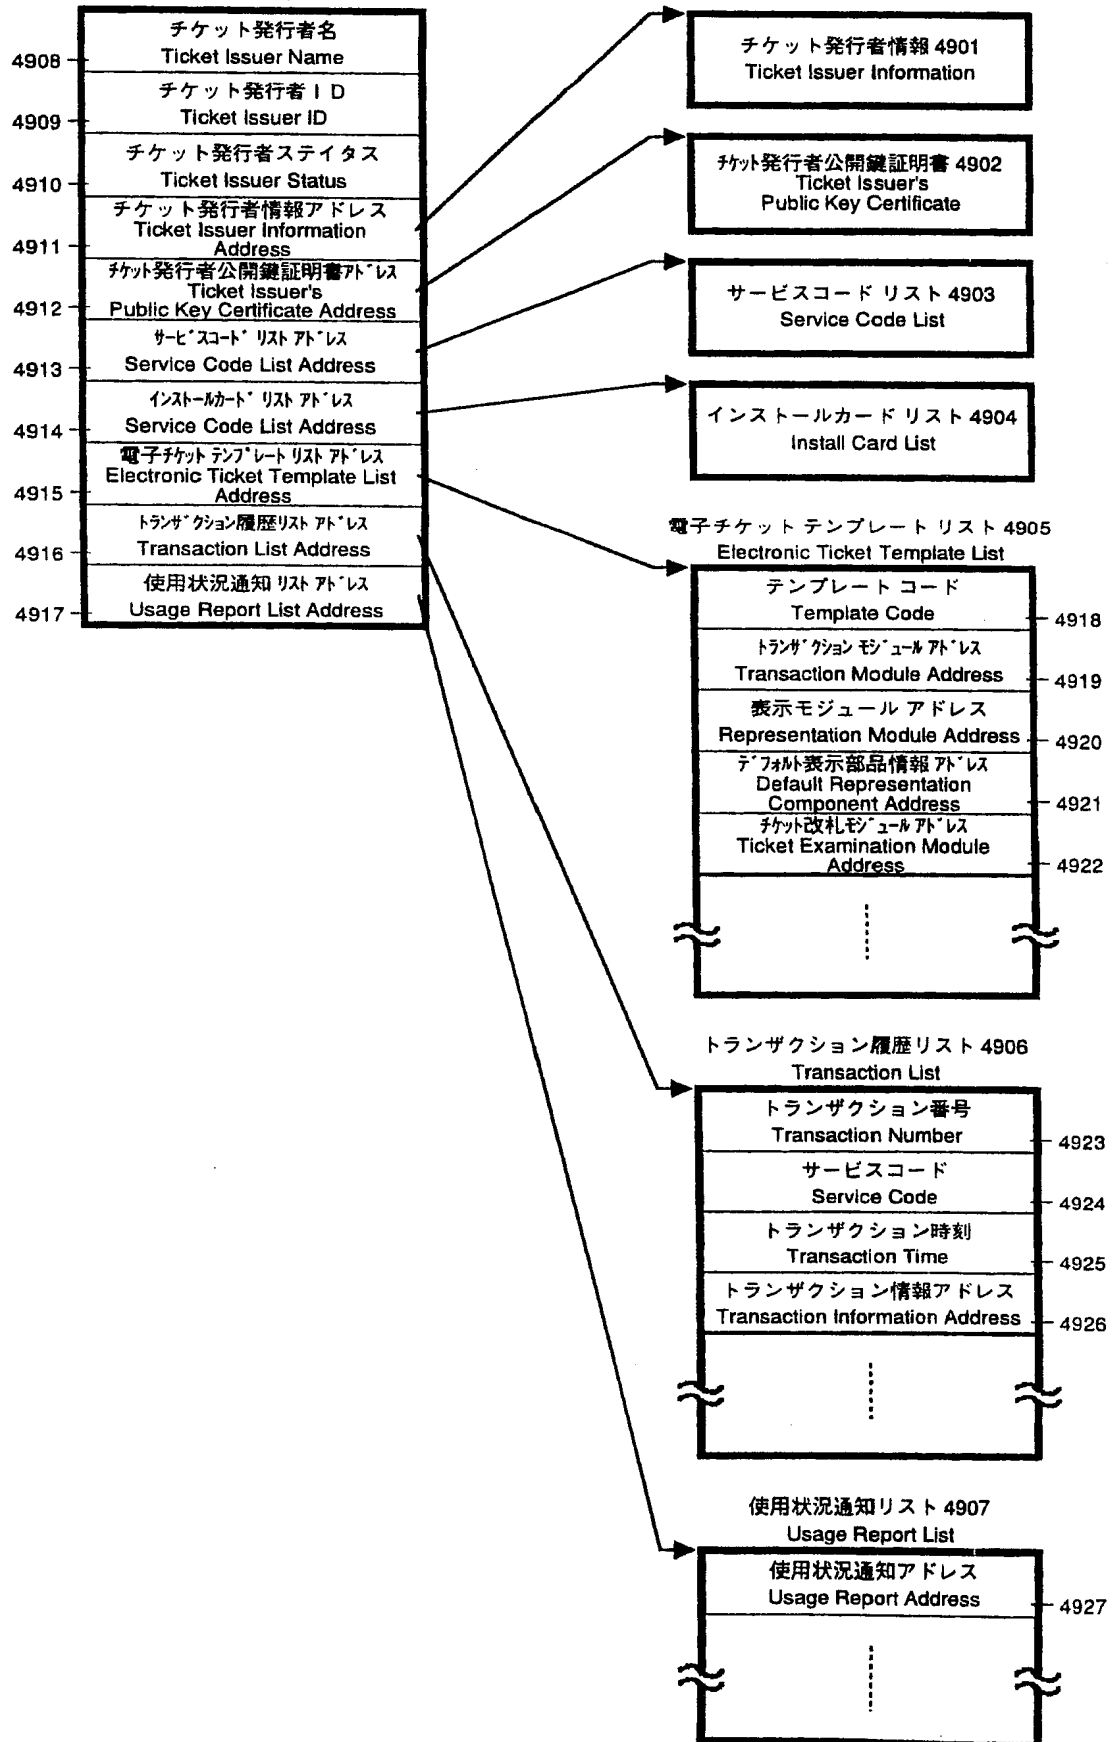 チケット発行者名
Ticket Issuer Name
4908
チケット発行者ID
Ticket Issuer ID
4909
チケット発行者ステイタス
Ticket Issuer Status
4910
チケット発行者情報アドレス
Ticket Issuer Information
Address
4911
ﾁｹｯﾄ発行者公開鍵証明書ｱﾄﾞﾚｽ
Ticket Issuer's
Public Key Certificate Address
4912
ｻｰﾋﾞｽｺｰﾄﾞ ﾘｽﾄ ｱﾄﾞﾚｽ
Service Code List Address
4913
ｲﾝｽﾄｰﾙｶｰﾄﾞ ﾘｽﾄ ｱﾄﾞﾚｽ
Service Code List Address
4914
電子ﾁｹｯﾄ ﾃﾝﾌﾟﾚｰﾄ ﾘｽﾄ ｱﾄﾞﾚｽ
Electronic Ticket Template List
Address
4915
ﾄﾗﾝｻﾞｸｼｮﾝ履歴ﾘｽﾄ ｱﾄﾞﾚｽ
Transaction List Address
4916
使用状況通知 ﾘｽﾄ ｱﾄﾞﾚｽ
Usage Report List Address
4917
チケット発行者情報 4901
Ticket Issuer Information
ﾁｹｯﾄ発行者公開鍵証明書 4902
Ticket Issuer's
Public Key Certificate
サービスコード リスト 4903
Service Code List
インストールカード リスト 4904
Install Card List
電子チケット テンプレート リスト 4905
Electronic Ticket Template List
テンプレート コード
Template Code
4918
ﾄﾗﾝｻﾞｸｼｮﾝ ﾓｼﾞｭｰﾙ ｱﾄﾞﾚｽ
Transaction Module Address
4919
表示モジュール アドレス
Representation Module Address
4920
ﾃﾞﾌｫﾙﾄ表示部品情報 ｱﾄﾞﾚｽ
Default Representation
Component Address
4921
ﾁｹｯﾄ改札ﾓｼﾞｭｰﾙ ｱﾄﾞﾚｽ
Ticket Examination Module
Address
4922
トランザクション履歴リスト 4906
Transaction List
トランザクション番号
Transaction Number
4923
サービスコード
Service Code
4924
トランザクション時刻
Transaction Time
4925
トランザクション情報アドレス
Transaction Information Address
4926
使用状況通知リスト 4907
Usage Report List
使用状況通知アドレス
Usage Report Address
4927